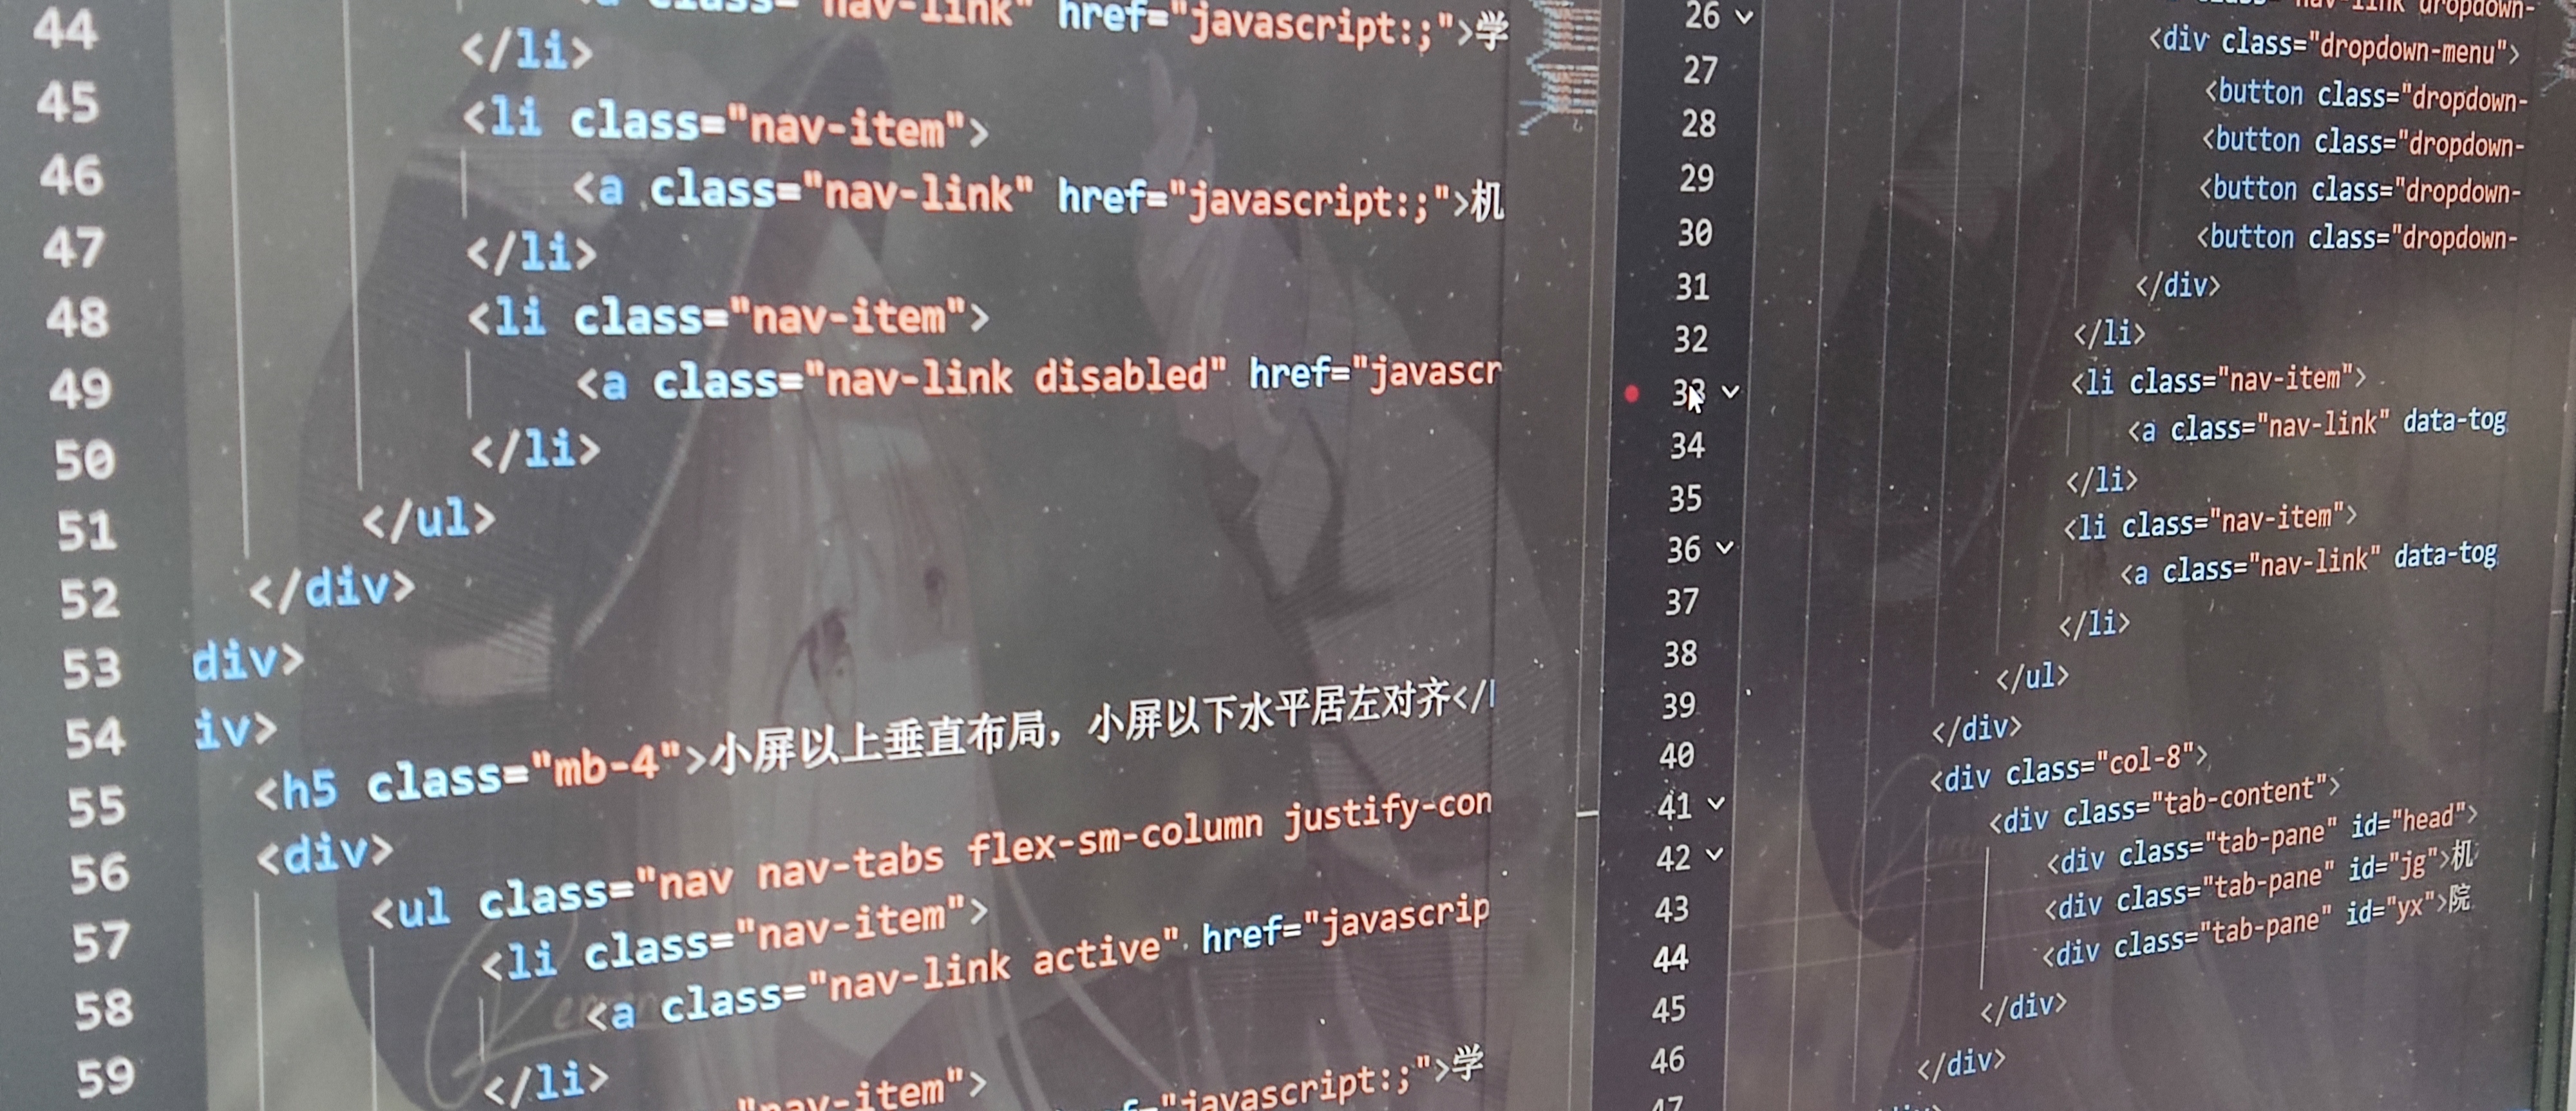 44
class="nav-link" href="javascript:;">学
</li>
45
<li class="nav-item">
46
<a class="nav-link" href="javascript:;">机
47
</li>
48
<li class="nav-item">
49
<a class="nav-link disabled" href="javascr
50
</li>
51
</ul>
52
</div>
53
div>
54
iv>
55
<h5 class="mb-4">小屏以上垂直布局，小屏以下水平居左对齐</
56
<div>
57
<ul class="nav nav-tabs flex-sm-column justify-con
58
<li class="nav-item">
59
<a class="nav-link active" href="javascrip
</li>
"nav-item">
"javascript:;">学
26
nav-link dropdown-
27
<div class="dropdown-menu">
28
<button class="dropdown-
29
<button class="dropdown-
30
<button class="dropdown-
31
<button class="dropdown-
32
</div>
33
</li>
34
<li class="nav-item">
35
<a class="nav-link" data-tog
36
</li>
37
<li class="nav-item">
38
<a class="nav-link" data-tog
39
</li>
40
</ul>
41
</div>
42
<div class="col-8">
43
<div class="tab-content">
44
<div class="tab-pane" id="head">
45
<div class="tab-pane" id="jg">机
46
<div class="tab-pane" id="yx">院
47
</div>
</div>